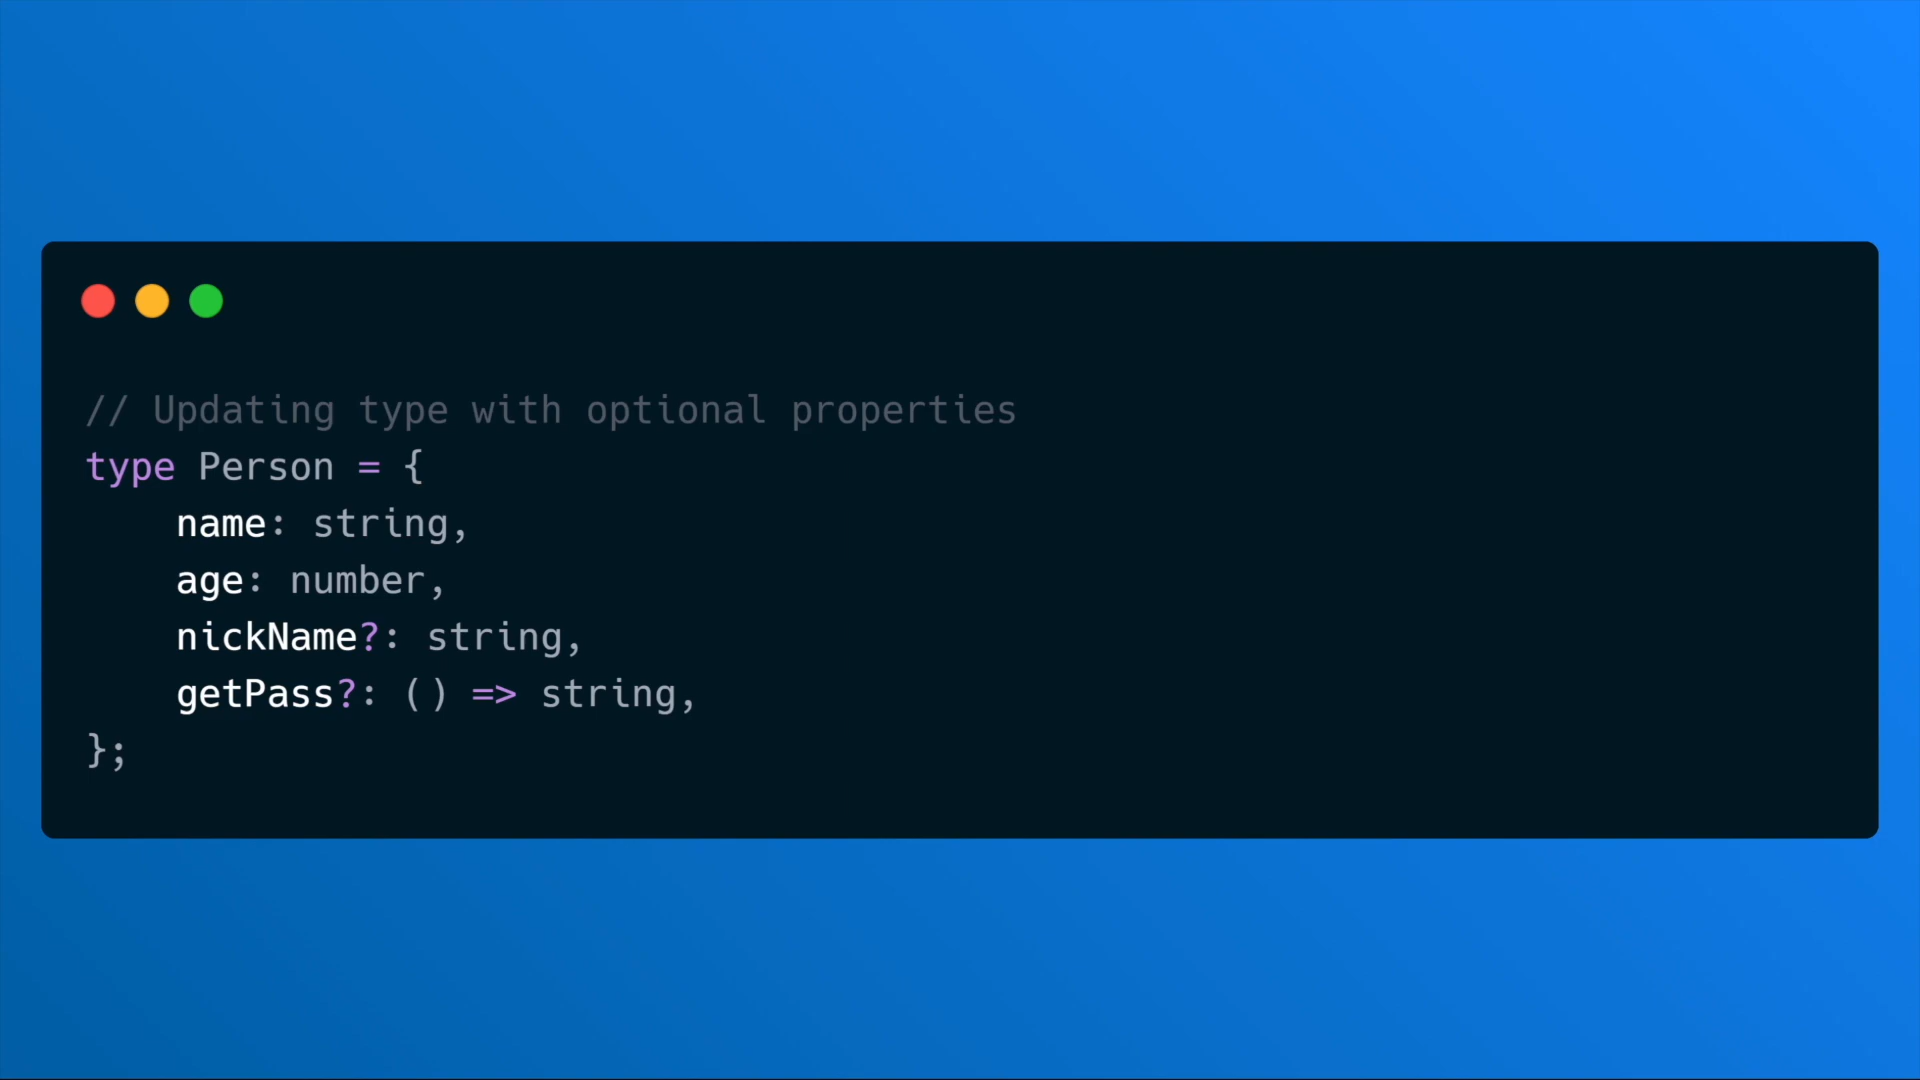 // Updating type with optional properties
type Person = {
    name: string,
    age: number,
    nickName?: string,
    getPass?: () => string,
};